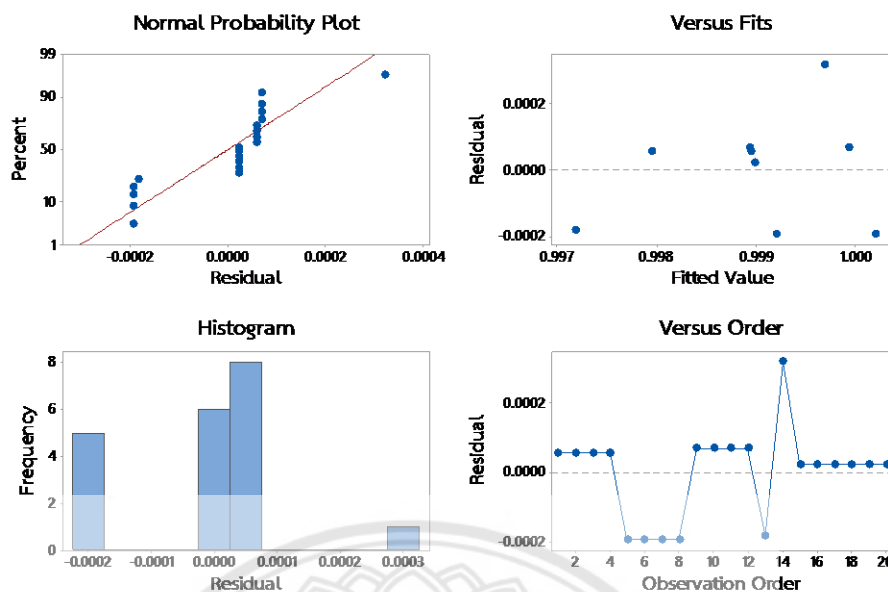 Normal Probability Plot
99
90
50
10
1
Percent
-0.0002 0.0000 0.0002 0.0004
Residual
Versus Fits
0.0002
0.0000
-0.0002
Residual
0.997 0.998 0.999 1.000
Fitted Value
Histogram
8
6
4
2
0
Frequency
-0.0002 -0.0001 0.0000 0.0001 0.0002 0.0003
Residual
Versus Order
0.0002
0.0000
-0.0002
Residual
2 4 6 8 10 12 14 16 18 20
Observation Order